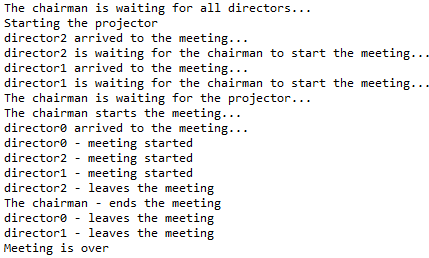 The chairman is waiting for all directors...
Starting the projector
director2 arrived to the meeting...
director2 is waiting for the chairman to start the meeting...
director1 arrived to the meeting...
director1 is waiting for the chairman to start the meeting...
The chairman is waiting for the projector...
The chairman starts the meeting...
director0 arrived to the meeting...
director0 - meeting started
director2 - meeting started
director1 - meeting started
director2 - leaves the meeting
The chairman - ends the meeting
director0 - leaves the meeting
director1 - leaves the meeting
Meeting is over